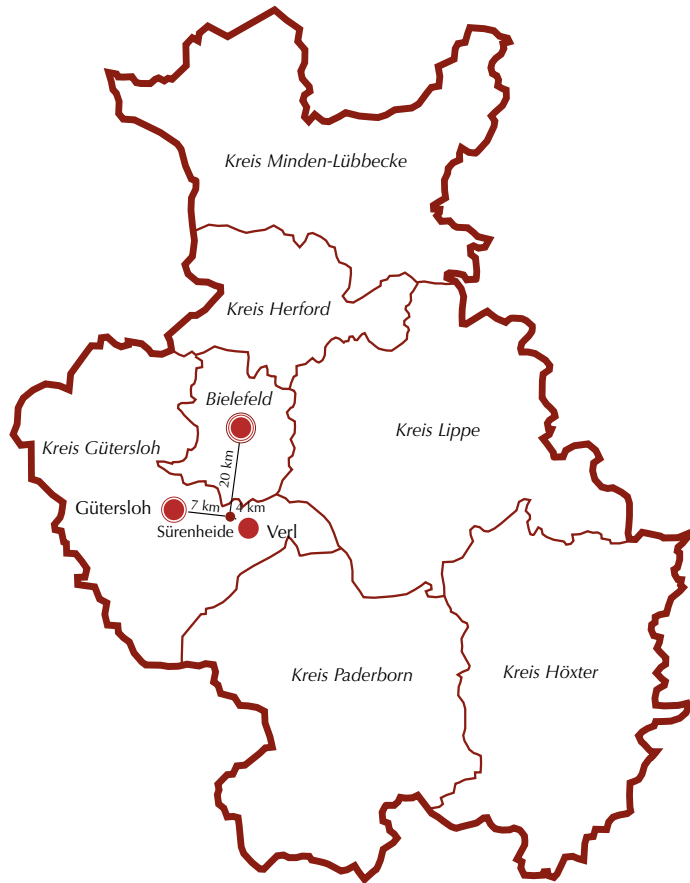 Kreis Minden-Lübbecke
Kreis Herford
Bielefeld
Kreis Lippe
Kreis Gütersloh
20 km
Gütersloh
7 km
4 km
Sürenheide
Verl
Kreis Paderborn
Kreis Höxter